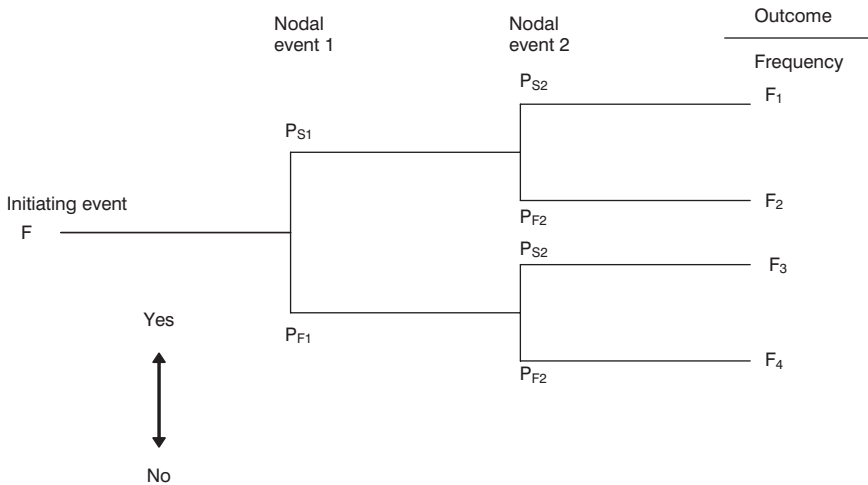 Nodal
event 1
Nodal
event 2
Outcome
Frequency
P_S2
F_1
P_S1
Initiating event
F
F_2
P_F2
P_S2
F_3
Yes
P_F1
F_4
P_F2
No